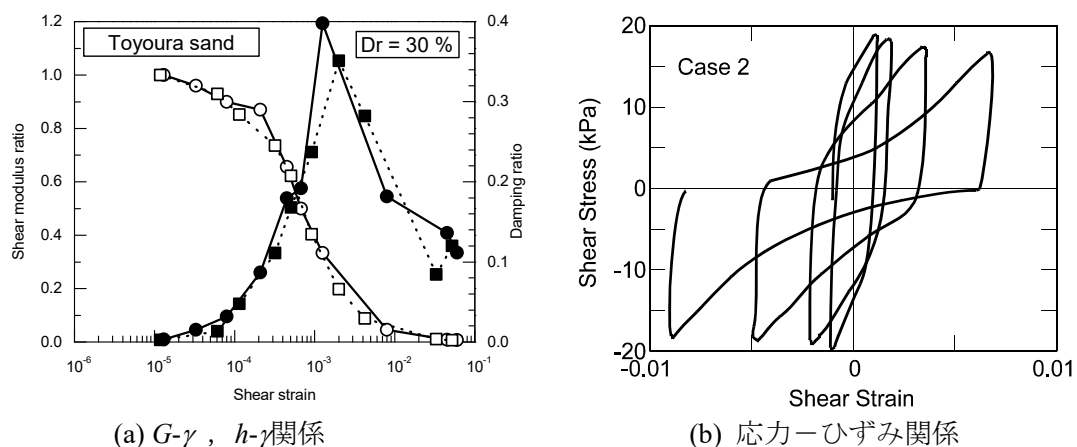 Toyoura sand
Dr = 30 %
1.2
1.0
0.8
0.6
0.4
0.2
0.0
Shear modulus ratio
0.4
0.3
0.2
0.1
0.0
Damping ratio
10⁻⁶ 10⁻⁵ 10⁻⁴ 10⁻³ 10⁻² 10⁻¹
Shear strain
(a) G-γ , h-γ関係
Case 2
20
10
0
-10
-20
Shear Stress (kPa)
-0.01 0 0.01
Shear Strain
(b) 応力－ひずみ関係